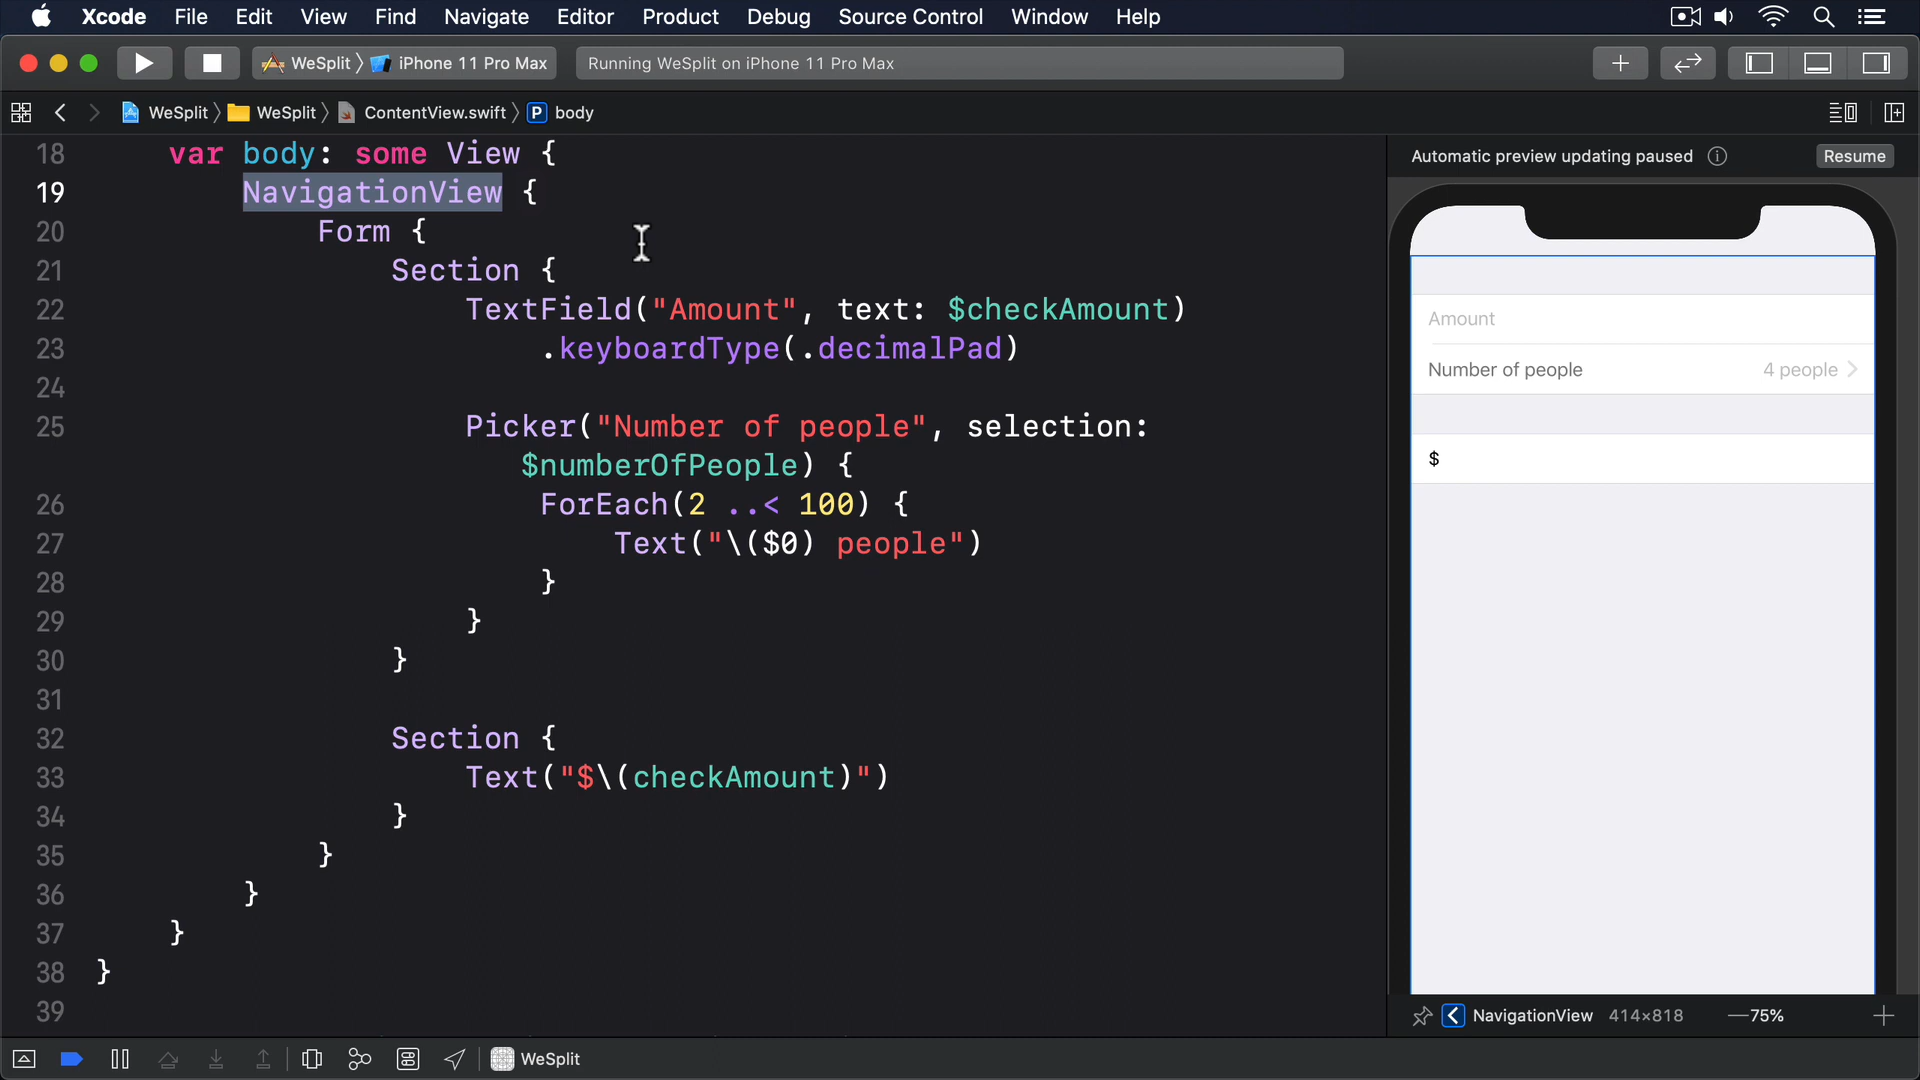 Xcode File Edit View Find Navigate Editor Product Debug Source Control Window Help
WeSplit iPhone 11 Pro Max
Running WeSplit on iPhone 11 Pro Max
WeSplit WeSplit ContentView.swift P body
18 var body: some View {
19 NavigationView {
20 Form {
21 Section {
22 TextField("Amount", text: $checkAmount)
23 .keyboardType(.decimalPad)
24
25 Picker("Number of people", selection:
$numberOfPeople) {
26 ForEach(2 ..< 100) {
27 Text("\($0) people")
28 }
29 }
30 }
31
32 Section {
33 Text("$\(checkAmount)")
34 }
35 }
36 }
37 }
38 }
39
Automatic preview updating paused Resume
Amount
Number of people 4 people
$
NavigationView 414×818 —75%
WeSplit